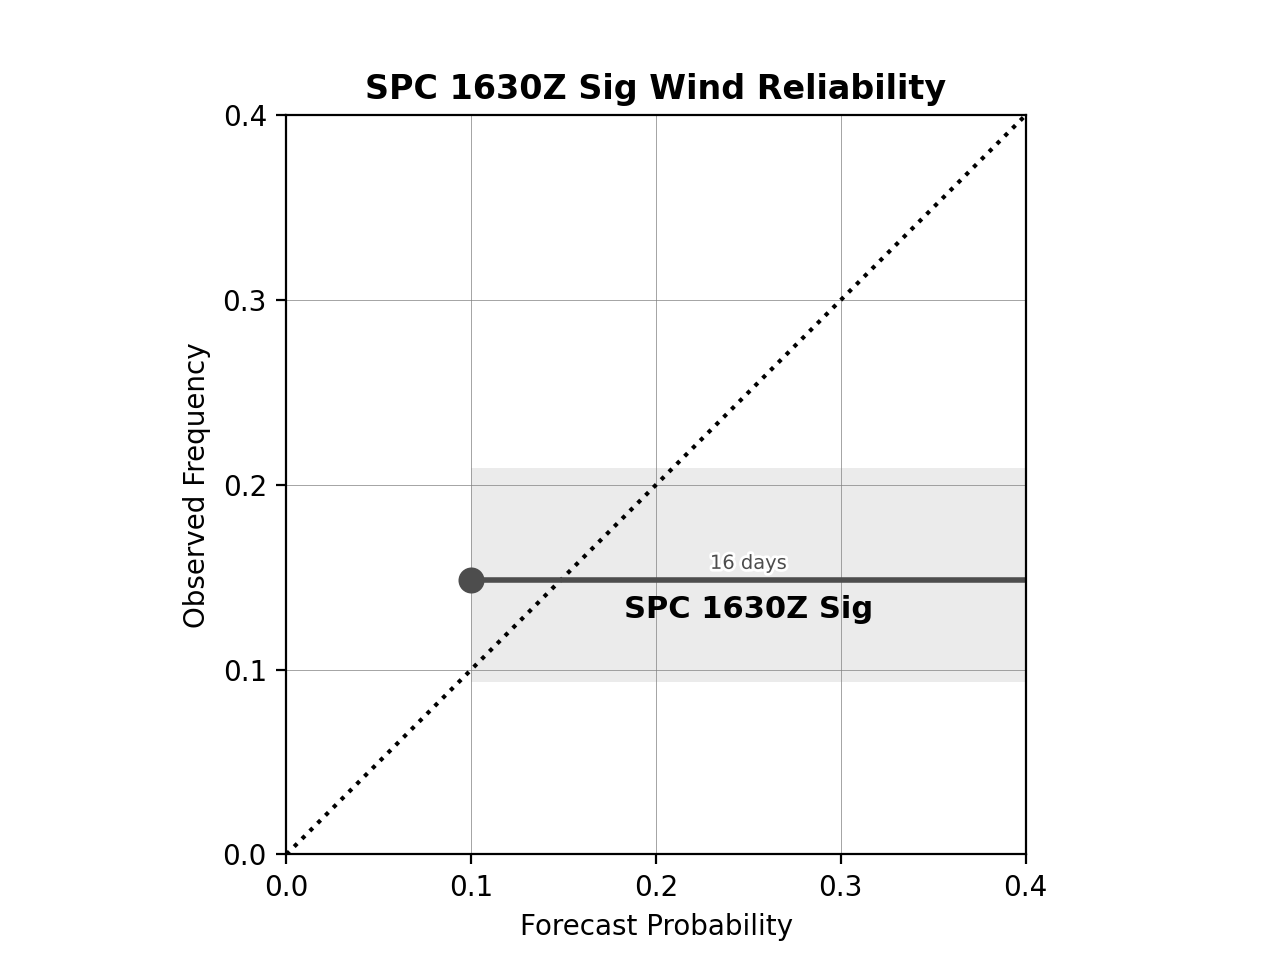 SPC 1630Z Sig Wind Reliability
0.4
0.3
0.2
0.1
0.0
Observed Frequency
16 days
SPC 1630Z Sig
0.0 0.1 0.2 0.3 0.4
Forecast Probability